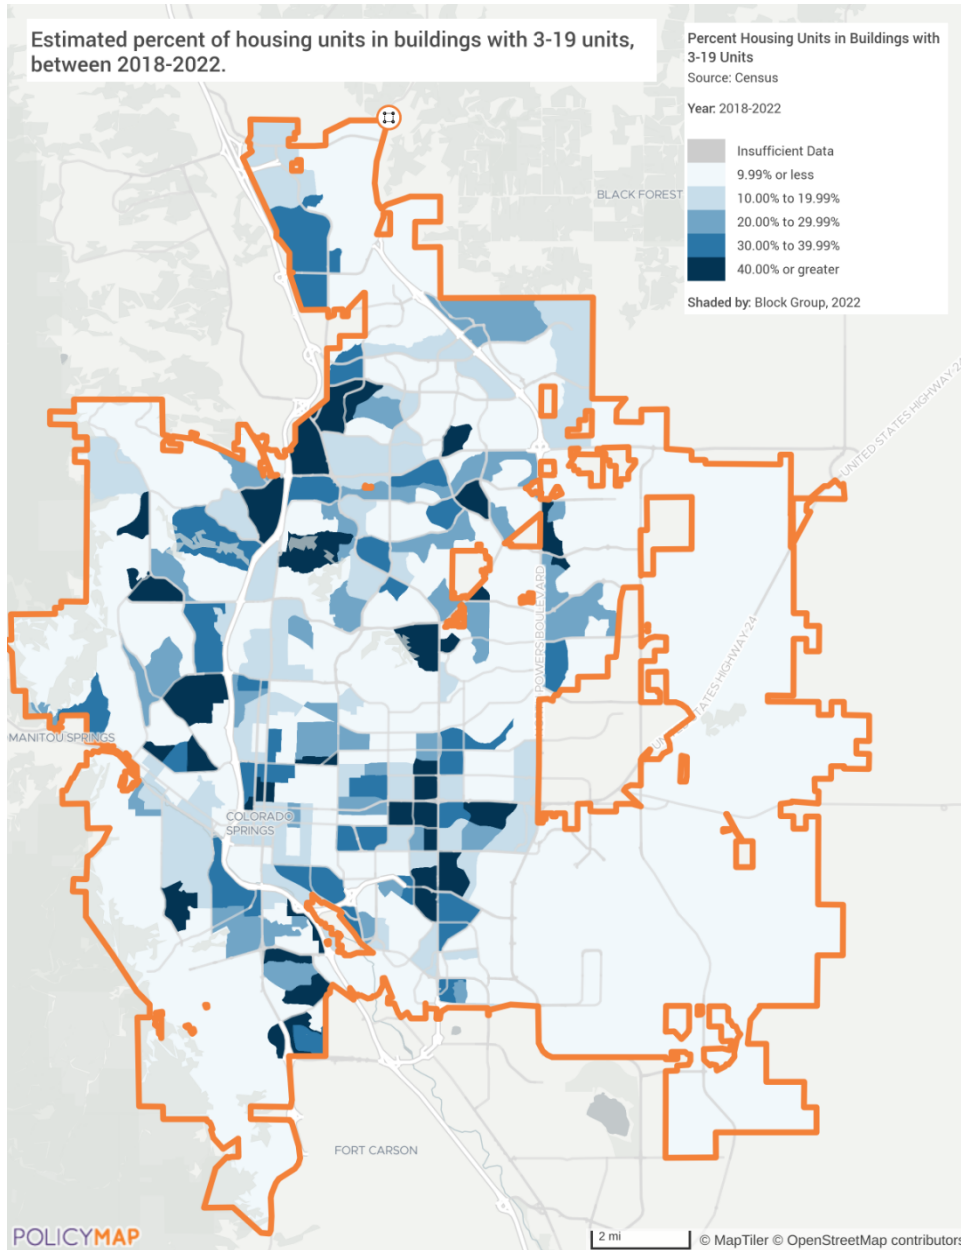 Estimated percent of housing units in buildings with 3-19 units,
between 2018-2022.
Percent Housing Units in Buildings with
3-19 Units
Source: Census
Year: 2018-2022
Insufficient Data
9.99% or less
10.00% to 19.99%
20.00% to 29.99%
30.00% to 39.99%
40.00% or greater
Shaded by: Block Group, 2022
BLACK FOREST
UNITED STATES HIGHWAY 24
POWERS BOULEVARD
UN
STATES HIGHWAY 24
MANITOU SPRINGS
COLORADO
SPRINGS
FORT CARSON
POLICYMAP
2 mi
© MapTiler © OpenStreetMap contributors